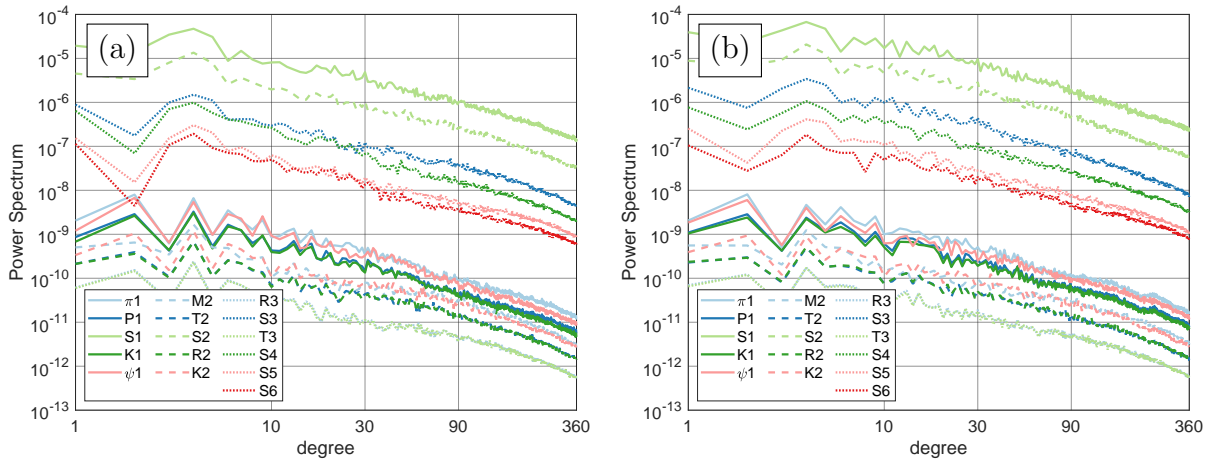 (a)
Power Spectrum
10⁻⁴
10⁻⁵
10⁻⁶
10⁻⁷
10⁻⁸
10⁻⁹
10⁻¹⁰
10⁻¹¹
10⁻¹²
10⁻¹³
π1 M2 R3
P1 T2 S3
S1 S2 T3
K1 R2 S4
ψ1 K2 S5
S6
1 10 30 90 360
degree
(b)
Power Spectrum
10⁻⁴
10⁻⁵
10⁻⁶
10⁻⁷
10⁻⁸
10⁻⁹
10⁻¹⁰
10⁻¹¹
10⁻¹²
10⁻¹³
π1 M2 R3
P1 T2 S3
S1 S2 T3
K1 R2 S4
ψ1 K2 S5
S6
1 10 30 90 360
degree